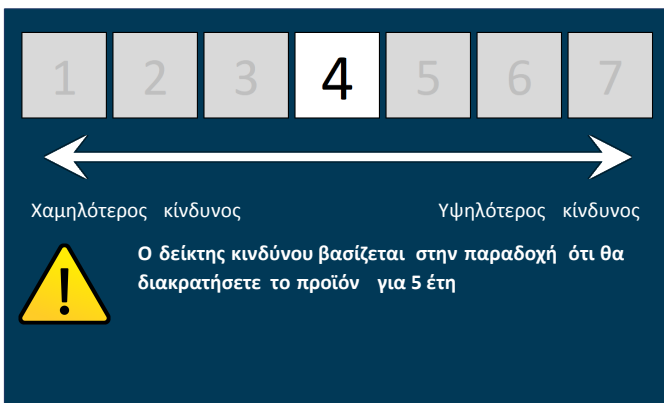 1 2 3 4 5 6 7
Χαμηλότερος κίνδυνος Υψηλότερος κίνδυνος
Ο δείκτης κινδύνου βασίζεται στην παραδοχή ότι θα
διακρατήσετε το προϊόν για 5 έτη